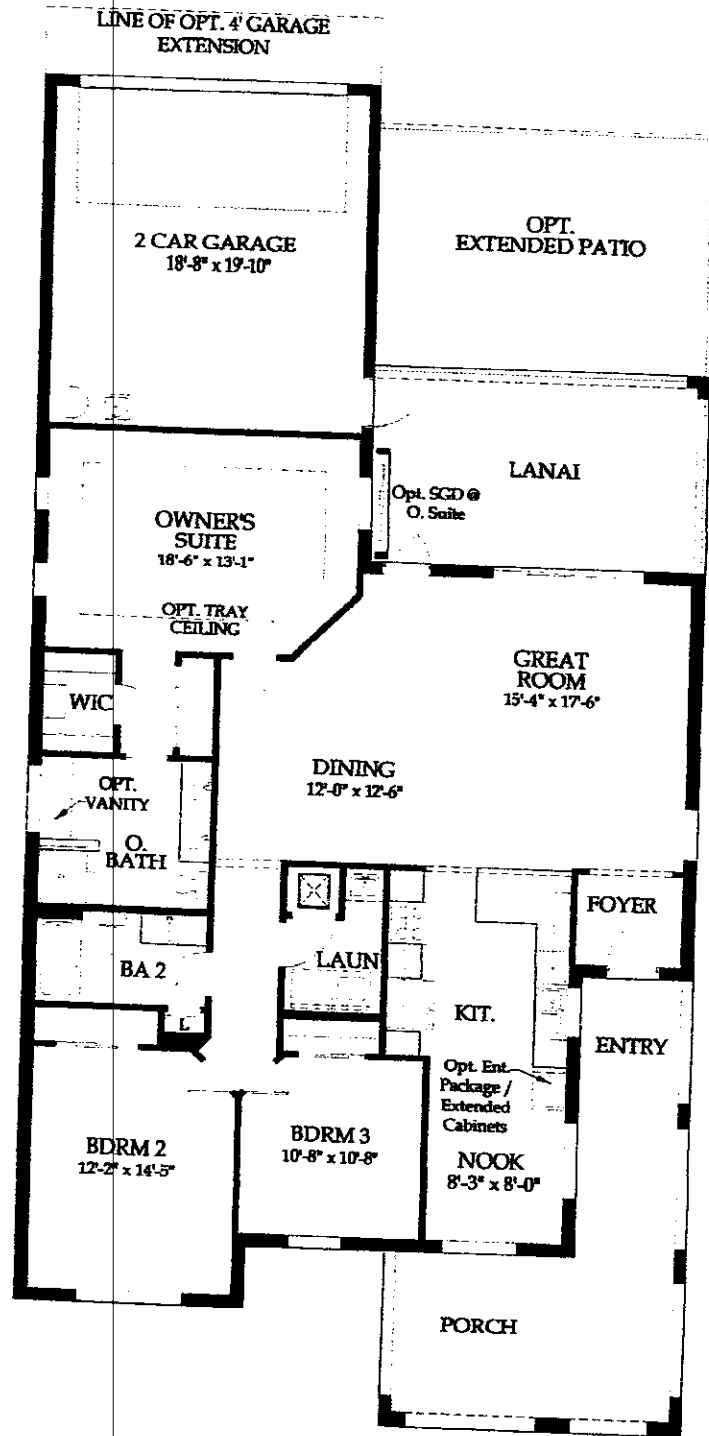 LINE OF OPT. 4' GARAGE
EXTENSION
2 CAR GARAGE
18'-8" x 19'-10"
OPT.
EXTENDED PATIO
LANAI
Opt. SGD @
O. Suite
OWNER'S
SUITE
18'-6" x 13'-1"
OPT. TRAY
CEILING
GREAT
ROOM
15'-4" x 17'-6"
WIC
DINING
12'-0" x 12'-6"
OPT.
VANITY
O.
BATH
FOYER
LAUN
BA 2
KIT.
L
ENTRY
Opt. Ent.
Package /
Extended
Cabinets
BDRM 2
12'-2" x 14'-5"
BDRM 3
10'-8" x 10'-8"
NOOK
8'-3" x 8'-0"
PORCH